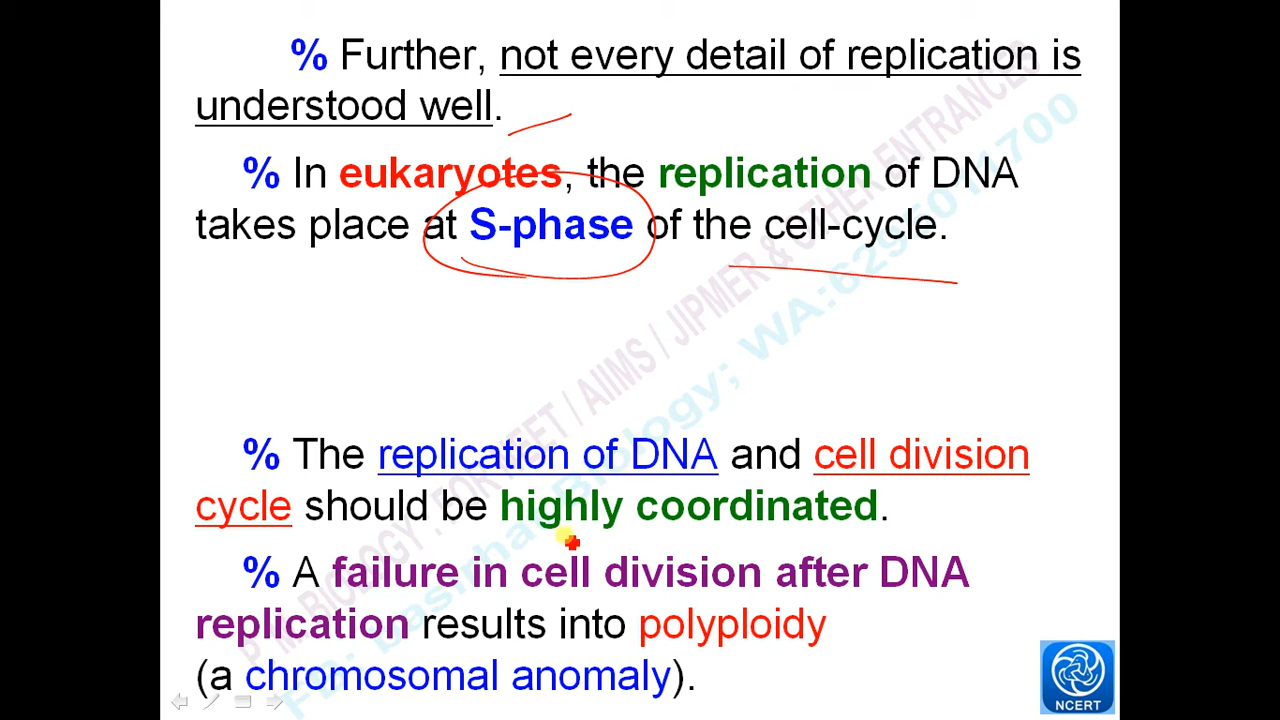 % Further, not every detail of replication is
understood well.
% In eukaryotes, the replication of DNA
takes place at S-phase of the cell-cycle.
% The replication of DNA and cell division
cycle should be highly coordinated.
% A failure in cell division after DNA
replication results into polyploidy
(a chromosomal anomaly).
NCERT